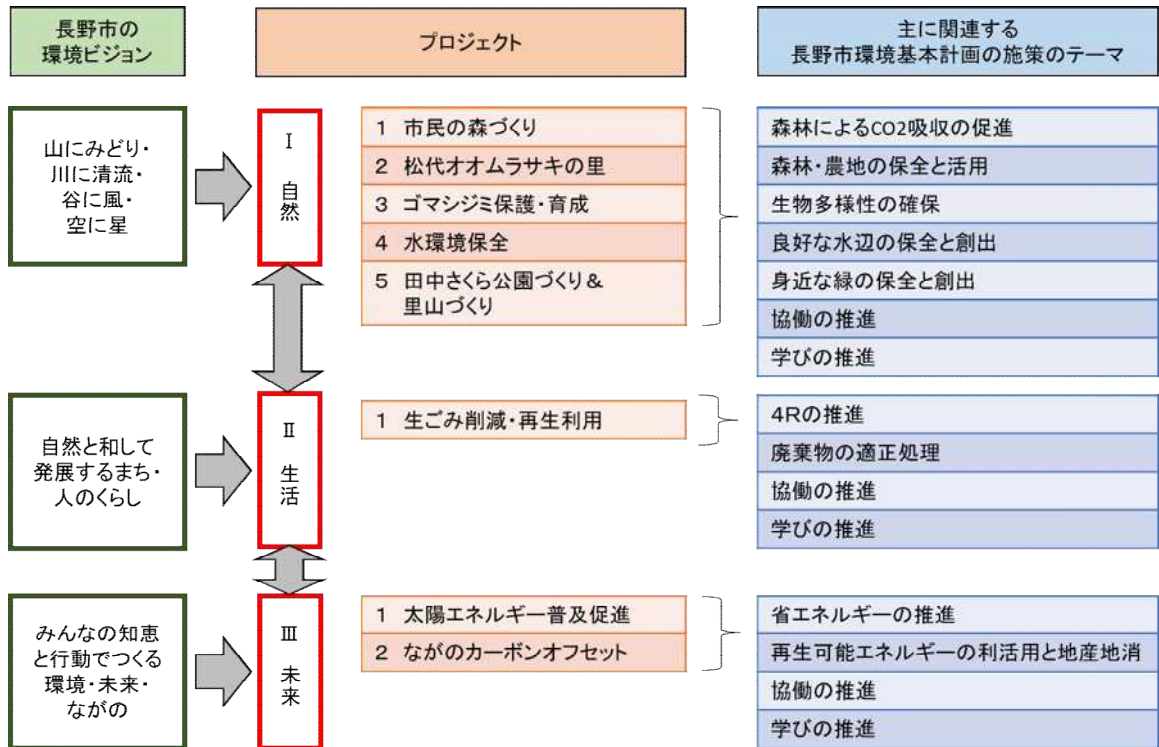 長野市の
環境ビジョン
プロジェクト
主に関連する
長野市環境基本計画の施策のテーマ
山にみどり・
川に清流・
谷に風・
空に星
Ⅰ
自
然
1 市民の森づくり
2 松代オオムラサキの里
3 ゴマシジミ保護・育成
4 水環境保全
5 田中さくら公園づくり&
里山づくり
森林によるCO2吸収の促進
森林・農地の保全と活用
生物多様性の確保
良好な水辺の保全と創出
身近な緑の保全と創出
協働の推進
学びの推進
自然と和して
発展するまち・
人のくらし
Ⅱ
生
活
1 生ごみ削減・再生利用
4Rの推進
廃棄物の適正処理
協働の推進
学びの推進
みんなの知恵
と行動でつくる
環境・未来・
ながの
Ⅲ
未
来
1 太陽エネルギー普及促進
2 ながのカーボンオフセット
省エネルギーの推進
再生可能エネルギーの利活用と地産地消
協働の推進
学びの推進